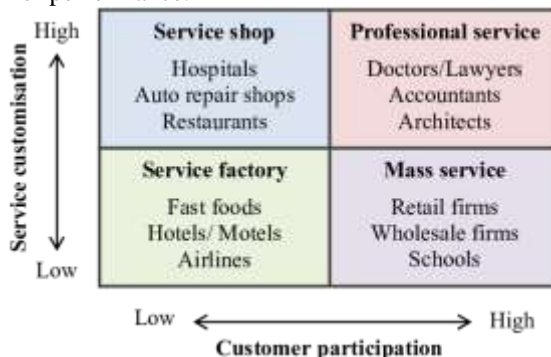 High
Service customisation
Low
Service shop
Hospitals
Auto repair shops
Restaurants
Professional service
Doctors/Lawyers
Accountants
Architects
Service factory
Fast foods
Hotels/ Motels
Airlines
Mass service
Retail firms
Wholesale firms
Schools
Low
High
Customer participation